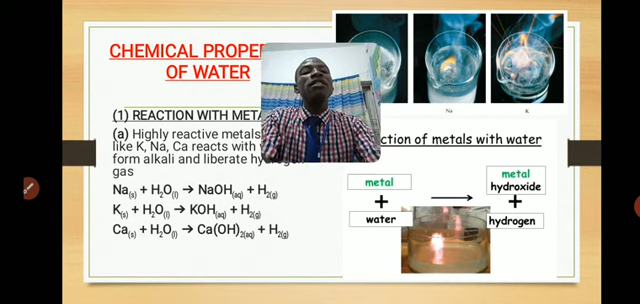 CHEMICAL PROPER
OF WATER
(1) REACTION WITH META
(a) Highly reactive metals
like K, Na, Ca reacts with
form alkali and liberate hydrogen
gas
Na(s) + H2O(l) → NaOH(aq) + H2(g)
K(s) + H2O(l) → KOH(aq) + H2(g)
Ca(s) + H2O(l) → Ca(OH)2(aq) + H2(g)
Na
K
ction of metals with water
metal
+
water
metal
hydroxide
+
hydrogen